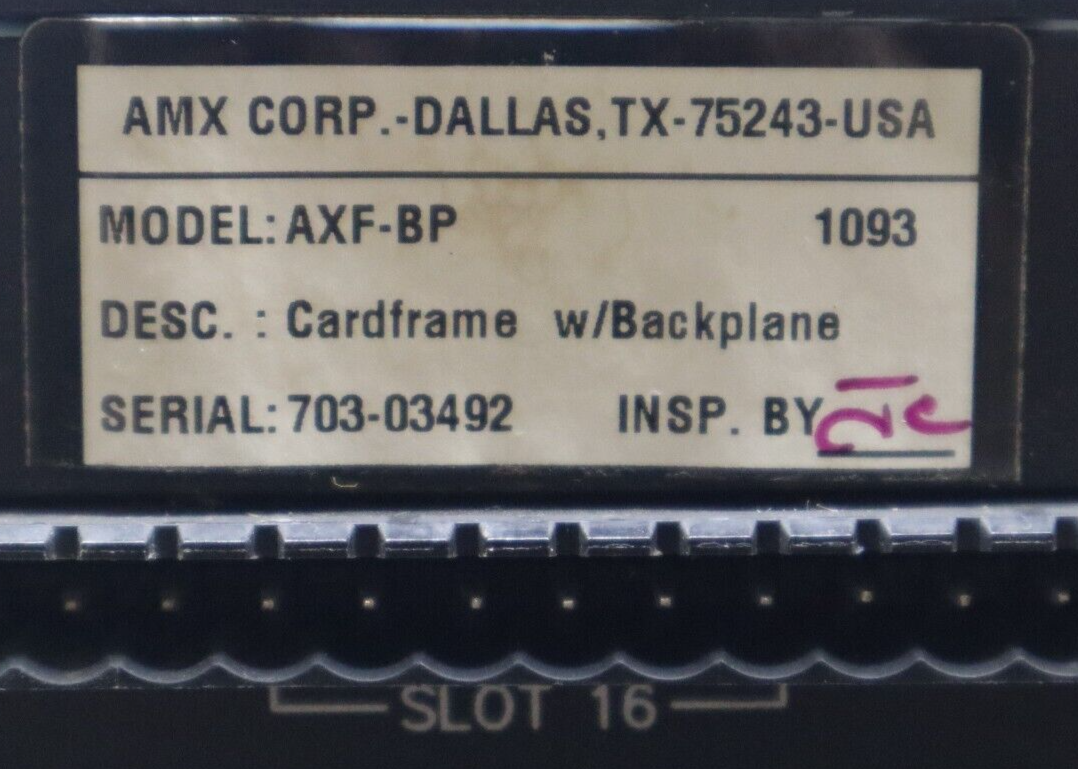 AMX CORP.-DALLAS,TX-75243-USA
MODEL: AXF-BP 1093
DESC. : Cardframe w/Backplane
SERIAL: 703-03492 INSP. BY
SLOT 16